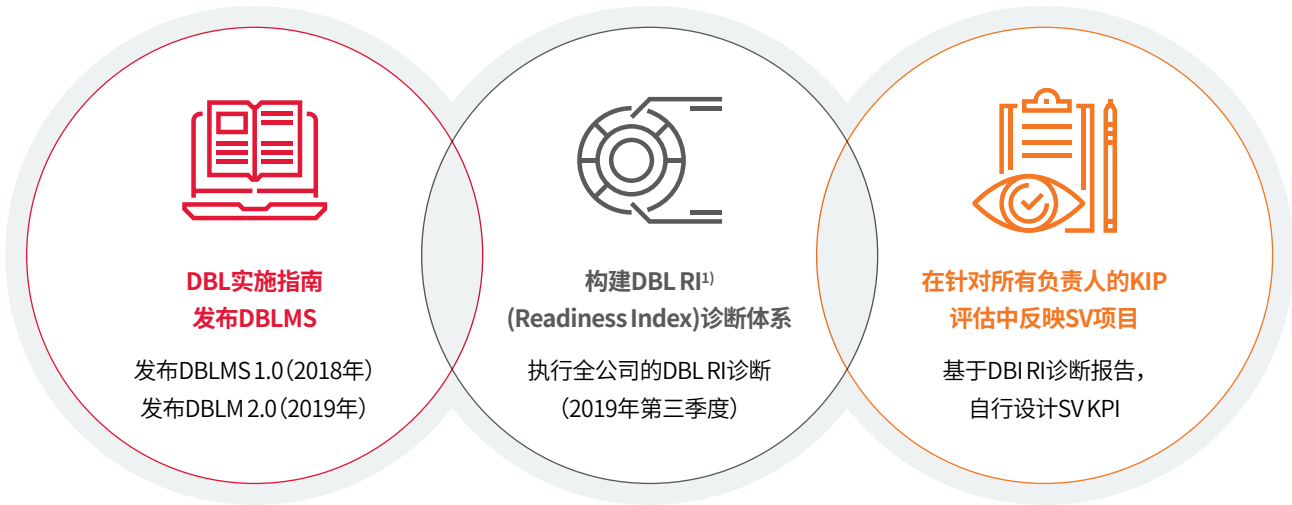 DBL实施指南
发布DBLMS
发布DBLMS 1.0(2018年)
发布DBLM 2.0(2019年)
构建DBL RI¹⁾
(Readiness Index)诊断体系
执行全公司的DBL RI诊断
(2019年第三季度)
在针对所有负责人的KIP
评估中反映SV项目
基于DBI RI诊断报告，
自行设计SV KPI